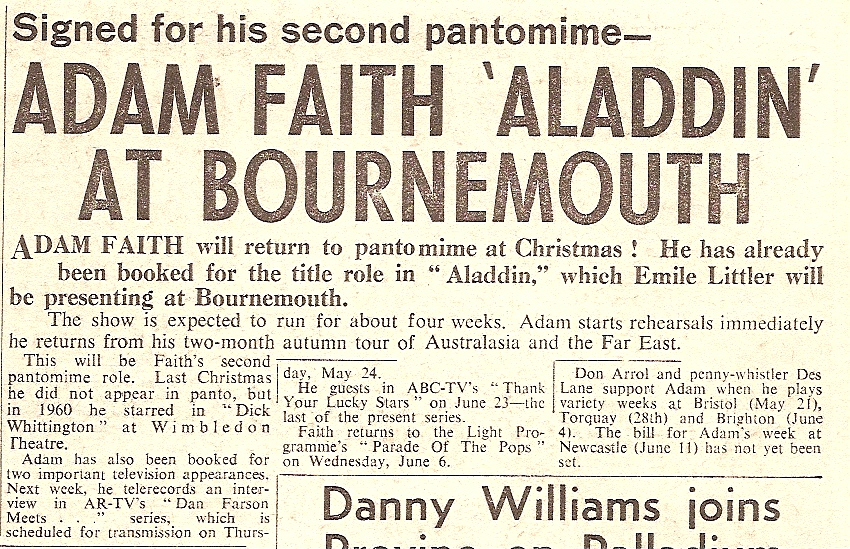 Signed for his second pantomime—
ADAM FAITH 'ALADDIN'
AT BOURNEMOUTH
ADAM FAITH will return to pantomime at Christmas ! He has already
been booked for the title role in " Aladdin," which Emile Littler will
be presenting at Bournemouth.
The show is expected to run for about four weeks. Adam starts rehearsals immediately
he returns from his two-month autumn tour of Australasia and the Far East.
This will be Faith's second
pantomime role. Last Christmas
he did not appear in panto, but
in 1960 he starred in " Dick
Whittington " at Wimbledon
Theatre.
Adam has also been booked for
two important television appearances.
Next week, he telerecords an inter-
view in AR-TV's " Dan Farson
Meets . . ." series, which is
scheduled for transmission on Thurs-
day, May 24.
He guests in ABC-TV's " Thank
Your Lucky Stars " on June 23—the
last of the present series.
Faith returns to the Light Pro-
gramme's " Parade Of The Pops "
on Wednesday, June 6.
Don Arrol and penny-whistler Des
Lane support Adam when he plays
variety weeks at Bristol (May 21),
Torquay (28th) and Brighton (June
4). The bill for Adam's week at
Newcastle (June 11) has not yet been
set.
Danny Williams joins
Provine on Palladium